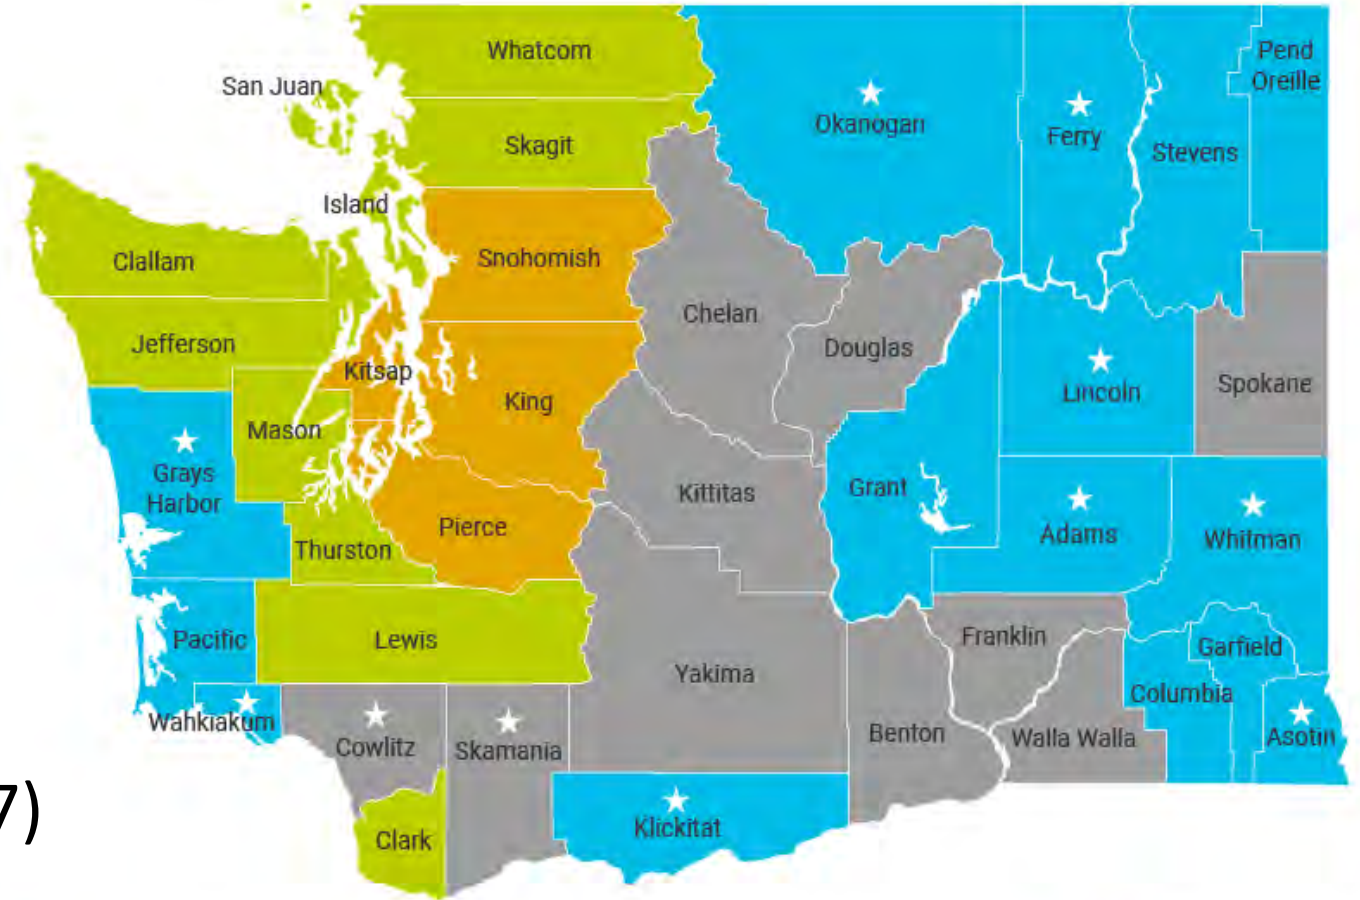 Whatcom
Pend
Oreille
San Juan
Okanogan
Ferry
Skagit
Stevens
Island
Snohomish
Clallam
Chelan
Jefferson
Douglas
Kitsap
Spokane
Lincoln
King
Mason
Grays
Harbor
Kittitas
Grant
Pierce
Adams
Whitman
Thurston
Pacific
Lewis
Franklin
Garfield
Yakima
Columbia
Wahkiakum
Cowlitz
Skamania
Benton
Walla Walla
Asotin
7)
Clark
Klickitat